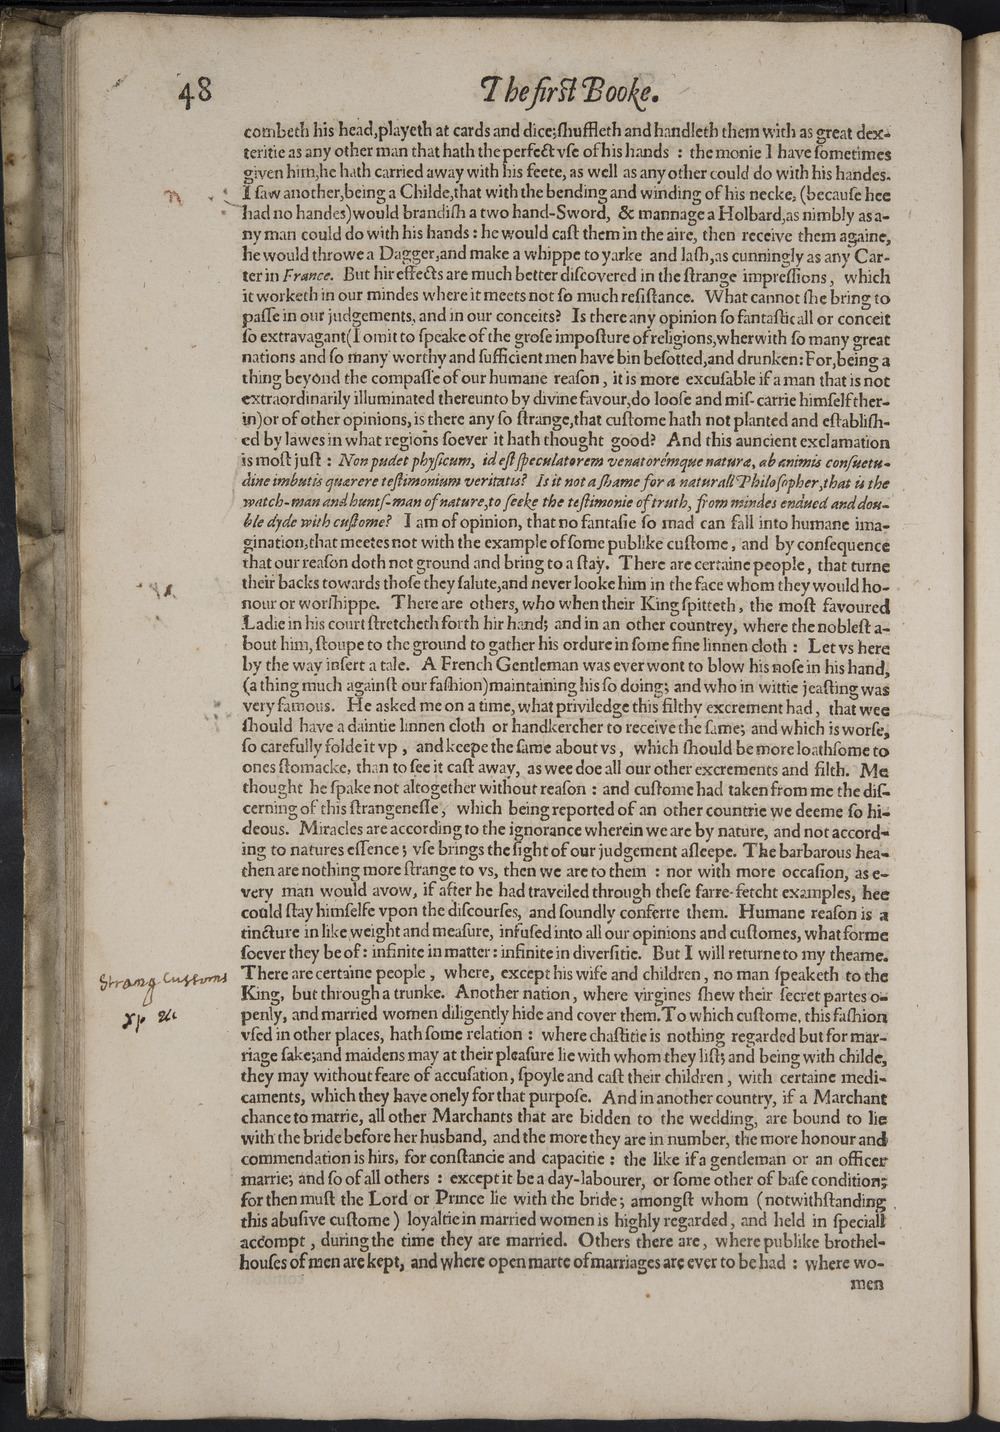 48
The first Booke.
combeth his head,playeth at cards and dice;ſhuffleth and handleth them with as great dex-
teritie as any other man that hath the perfect vſe of his hands : the monie I have ſometimes
given him,he hath carried away with his feete, as well as any other could do with his handes.
I ſaw another,being a Childe,that with the bending and winding of his necke, (becauſe hee
had no handes)would brandiſh a two hand-Sword, & mannage a Holbard,as nimbly as a-
ny man could do with his hands : he would caſt them in the aire, then receive them againe,
he would throwe a Dagger,and make a whippe to yarke and laſh,as cunningly as any Car-
ter in France. But hir effects are much better diſcovered in the ſtrange impreſſions, which
it worketh in our mindes where it meets not ſo much reſiſtance. What cannot ſhe bring to
paſſe in our judgements, and in our conceits? Is there any opinion ſo fantaſticall or conceit
ſo extravagant(I omit to ſpeake of the groſe impoſture of religions,wherwith ſo many great
nations and ſo many worthy and ſufficient men have bin beſotted,and drunken: For,being a
thing beyond the compaſſe of our humane reaſon, it is more excuſable if a man that is not
extraordinarily illuminated thereunto by divine favour,do looſe and miſ-carrie himſelf ther-
in)or of other opinions, is there any ſo ſtrange,that cuſtome hath not planted and eſtabliſh-
ed by lawes in what regions ſoever it hath thought good? And this auncient exclamation
is moſt juſt : Non pudet phyſicum, id eſt ſpeculatorem venatorémque naturæ, ab animis conſuetu-
dine imbutis quærere teſtimonium veritatis? Is it not a ſhame for a naturall Philoſopher,that is the
watch-man and huntſ-man of nature,to ſeeke the teſtimonie of truth, from mindes endued and dou-
ble dyde with cuſtome? I am of opinion, that no fantaſie ſo mad can fall into humane ima-
gination,that meetes not with the example of ſome publike cuſtome, and by conſequence
that our reaſon doth not ground and bring to a ſtay. There are certaine people, that turne
their backs towards thoſe they ſalute,and never looke him in the face whom they would ho-
nour or worſhippe. There are others, who when their King ſpitteth, the moſt favoured
Ladie in his court ſtretcheth forth hir hand; and in an other countrey, where the nobleſt a-
bout him, ſtoupe to the ground to gather his ordure in ſome fine linnen cloth : Let vs here
by the way inſert a tale. A French Gentleman was ever wont to blow his noſe in his hand,
(a thing much againſt our faſhion)maintaining his ſo doing; and who in wittie jeaſting was
very famous. He asked me on a time, what priviledge this filthy excrement had, that wee
ſhould have a daintie linnen cloth or handkercher to receive the ſame; and which is worſe,
ſo carefully folde it vp, and keepe the ſame about vs, which ſhould be more loathſome to
ones ſtomacke, than to ſee it caſt away, as wee doe all our other excrements and filth. Me
thought he ſpake not altogether without reaſon : and cuſtome had taken from me the diſ-
cerning of this ſtrangeneſſe, which being reported of an other countrie we deeme ſo hi-
deous. Miracles are according to the ignorance wherein we are by nature, and not accord-
ing to natures eſſence; vſe brings the ſight of our judgement aſleepe. The barbarous hea-
then are nothing more ſtrange to vs, then we are to them : nor with more occaſion, as e-
very man would avow, if after he had traveiled through theſe farre-fetcht examples, hee
could ſtay himſelfe vpon the diſcourſes, and ſoundly conferre them. Humane reaſon is a
tincture in like weight and meaſure, infuſed into all our opinions and cuſtomes, what forme
ſoever they be of : infinite in matter : infinite in diverſitie. But I will returne to my theame.
Strang Customs
There are certaine people, where, except his wife and children, no man ſpeaketh to the
King, but through a trunke. Another nation, where virgines ſhew their ſecret partes o-
penly, and married women diligently hide and cover them. To which cuſtome, this faſhion
vſed in other places, hath ſome relation : where chaſtitie is nothing regarded but for mar-
riage ſake;and maidens may at their pleaſure lie with whom they liſt; and being with childe,
they may without feare of accuſation, ſpoyle and caſt their children, with certaine medi-
caments, which they have onely for that purpoſe. And in another country, if a Marchant
chance to marrie, all other Marchants that are bidden to the wedding, are bound to lie
with the bride before her husband, and the more they are in number, the more honour and
commendation is hirs, for conſtancie and capacitie : the like if a gentleman or an officer
marrie; and ſo of all others : except it be a day-labourer, or ſome other of baſe condition;
for then muſt the Lord or Prince lie with the bride; amongſt whom (notwithſtanding
this abuſive cuſtome) loyaltie in married women is highly regarded, and held in ſpeciall
accompt, during the time they are married. Others there are, where publike brothel-
houſes of men are kept, and where open marte of marriages are ever to be had : where wo-
men